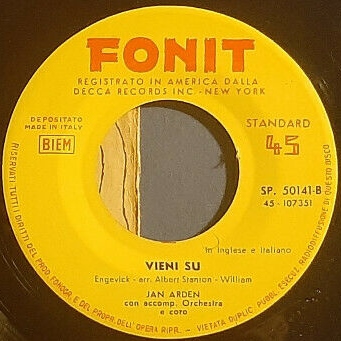 FONIT
REGISTRATO IN AMERICA DALLA
DECCA RECORDS INC - NEW YORK
DEPOSITATO
MADE IN ITALY
BIEM
STANDARD
45
SP. 50141-B
45 - 107351
In Inglese e Italiano
VIENI SU
Engevick - arr. Albert Stanton - William
JAN ARDEN
con accomp. Orchestra
e coro
RISERVATI TUTTI I DIRITTI DEL PROD. FONOGR. E DEL PROPR. DELL'OPERA RIPR. - VIETATA DUPLIC. PUBBL. ESECUZ. RADIODIFFUSIONE DI QUESTO DISCO